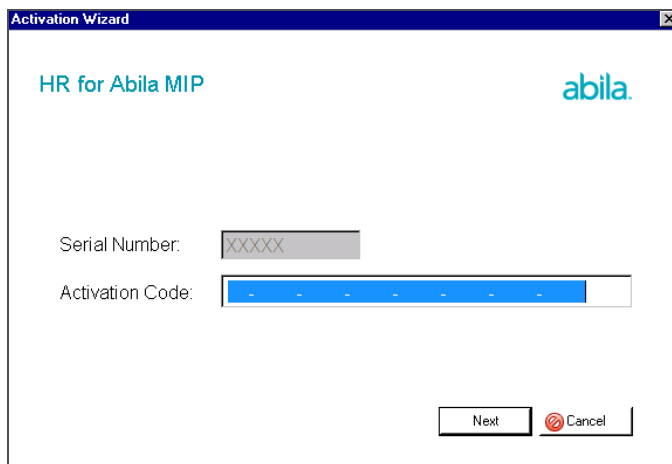 Activation Wizard
HR for Abila MIP
abila.
Serial Number: XXXXX
Activation Code: - - - - - - -
Next Cancel